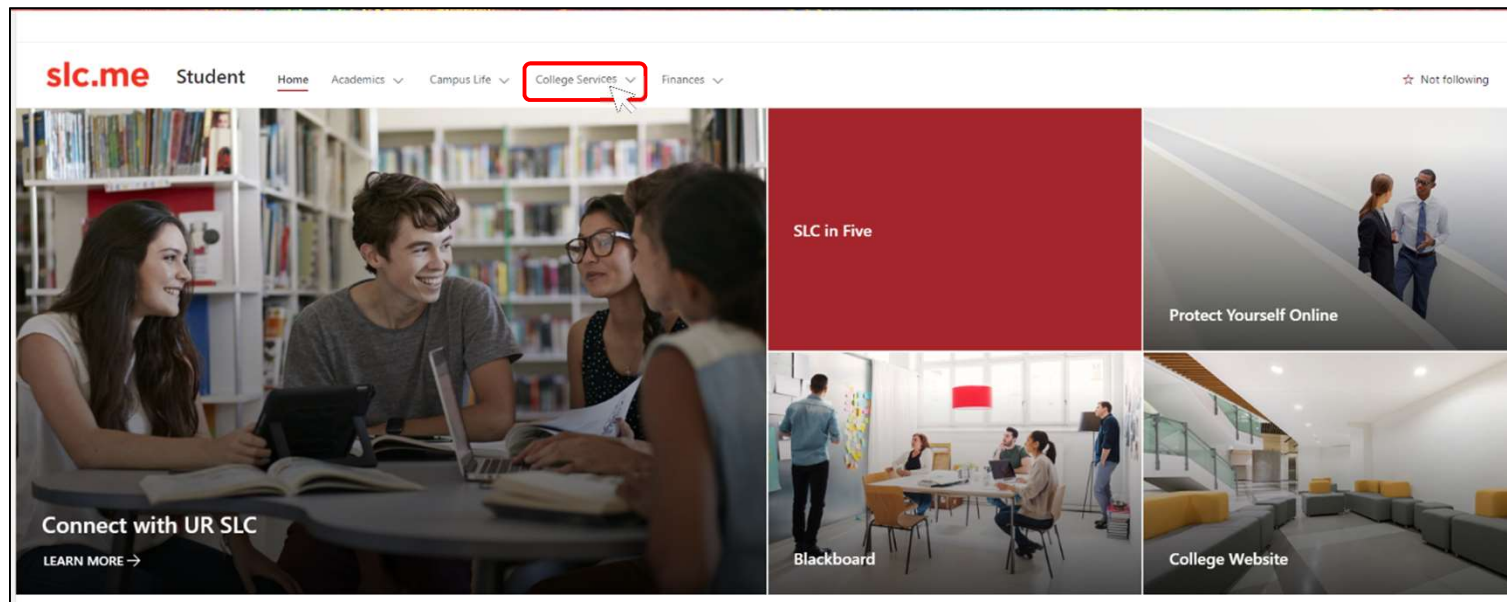 slc.me Student Home Academics Campus Life College Services Finances Not following
SLC in Five
Protect Yourself Online
Connect with UR SLC
LEARN MORE →
Blackboard
College Website